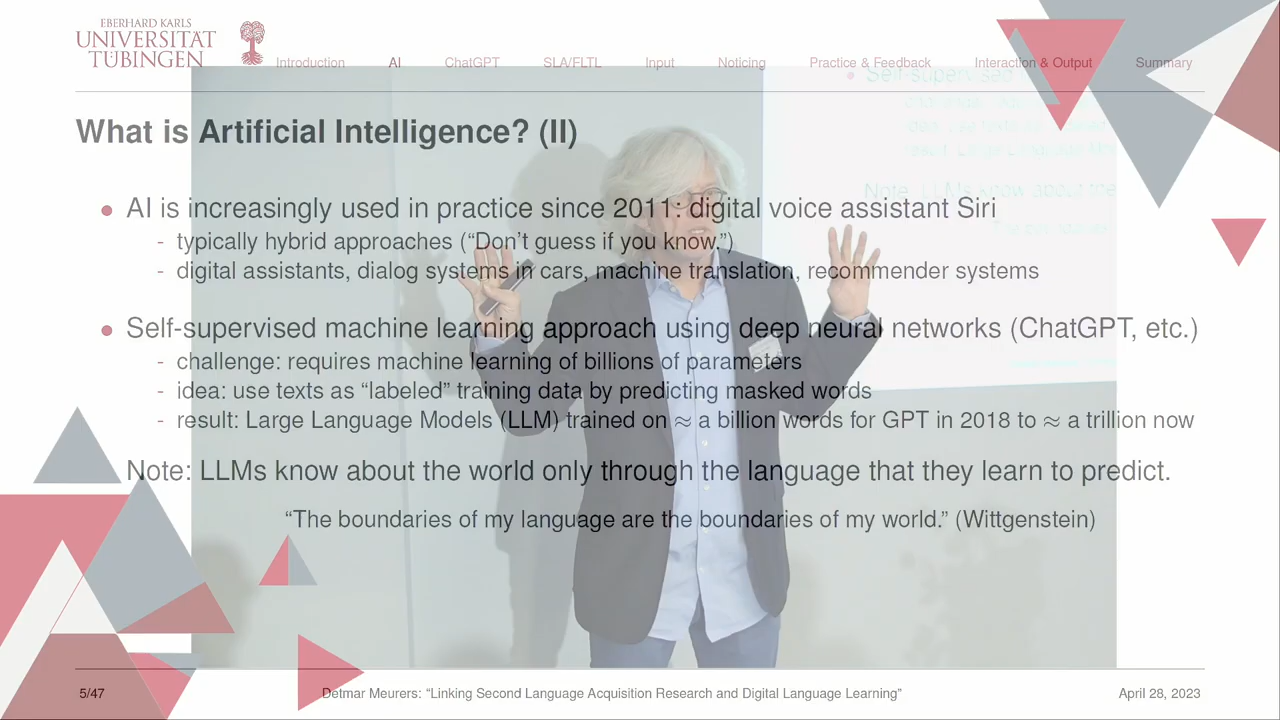 EBERHARD KARLS
UNIVERSITÄT
TÜBINGEN
Introduction AI ChatGPT SLA/FLTL Input Noticing Practice & Feedback Interaction & Output Summary
What is Artificial Intelligence? (II)
AI is increasingly used in practice since 2011: digital voice assistant Siri
- typically hybrid approaches (“Don’t guess if you know.”)
- digital assistants, dialog systems in cars, machine translation, recommender systems
Self-supervised machine learning approach using deep neural networks (ChatGPT, etc.)
- challenge: requires machine learning of billions of parameters
- idea: use texts as “labeled” training data by predicting masked words
- result: Large Language Models (LLM) trained on ≈ a billion words for GPT in 2018 to ≈ a trillion now
Note: LLMs know about the world only through the language that they learn to predict.
“The boundaries of my language are the boundaries of my world.” (Wittgenstein)
5/47 Detmar Meurers: “Linking Second Language Acquisition Research and Digital Language Learning” April 28, 2023
Self-supervised
Note: LLMs know about the